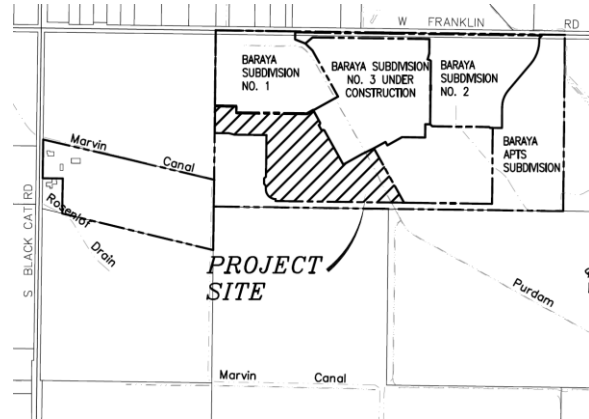 W FRANKLIN RD
BARAYA
SUBDIVISION
NO. 1
BARAYA SUBDIVISION
NO. 3 UNDER
CONSTRUCTION
BARAYA
SUBDIVISION
NO. 2
BARAYA
APTS
SUBDIVISION
Marvin Canal
S BLACK CAT RD
Rosenlof
Drain
PROJECT
SITE
Purdam
Marvin Canal